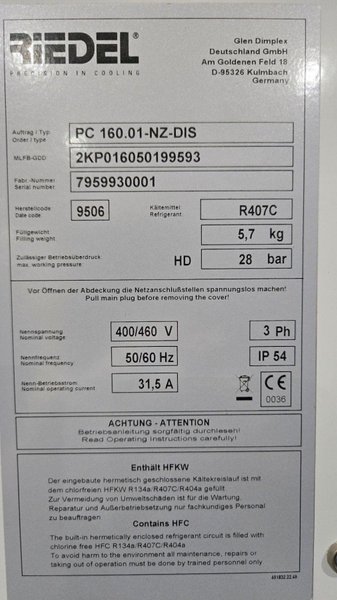 RIEDEL
PRECISION IN COOLING
Glen Dimplex
Deutschland GmbH
Am Goldenen Feld 18
D-95326 Kulmbach
Germany
Auftrag / Typ
Order / type
PC 160.01-NZ-DIS
MLFB-GDD:
2KP016050199593
Fabr.-Nummer:
Serial number:
7959930001
Herstellcode
Date code
9506
Kältemittel:
Refrigerant
R407C
Füllgewicht
Filling weight
5,7 kg
Zulässiger Betriebsüberdruck
max. working pressure
HD
28 bar
Vor Öffnen der Abdeckung die Netzanschlußstellen spannungslos machen!
Pull main plug before removing the cover!
Nennspannung:
Nominal voltage:
400/460 V
3 Ph
Nennfrequenz:
Nominal frequency:
50/60 Hz
IP 54
Nenn-Betriebsstrom:
Nominal operating current:
31,5 A
CE
0036
ACHTUNG - ATTENTION
Betriebsanleitung sorgfältig durchlesen!
Read Operating Instructions carefully!
Enthält HFKW
Der eingebaute hermetisch geschlossene Kältekreislauf ist mit
dem chlorfreien HFKW R134a/R407C/R404a gefüllt.
Zur Vermeidung von Umweltschäden ist für die Wartung,
Reparatur und Außerbetriebsetzung nur fachkundiges Personal
zu beauftragen
Contains HFC
The built-in hermetically enclosed refrigerant circuit is filled with
chlorine free HFC R134a/R407C/R404a
To avoid harm to the environment all maintenance, repairs or
taking out of operation must be done by trained personnel only